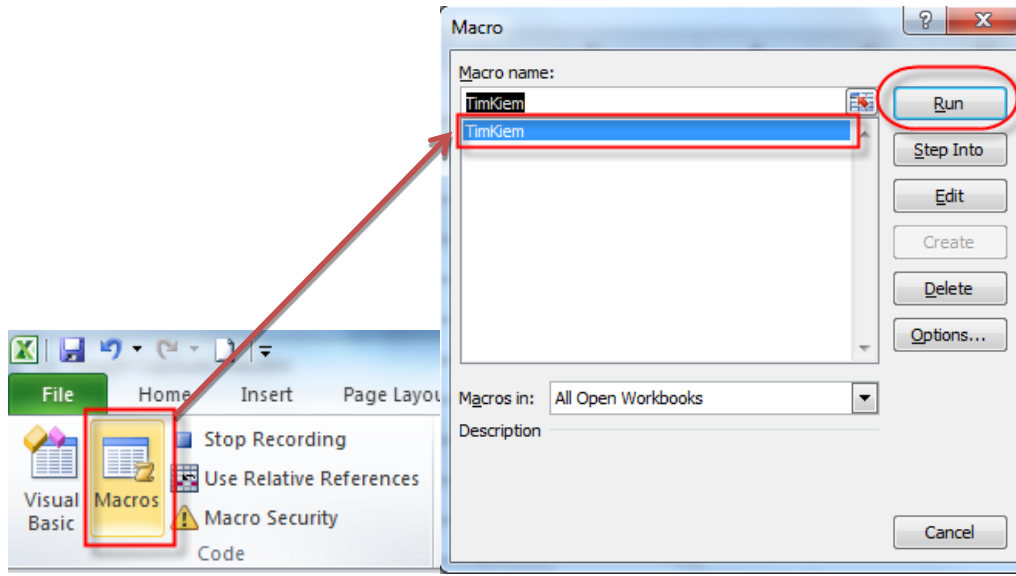 Macro
Macro name:
TimKiem
TimKiem
Run
Step Into
Edit
Create
Delete
Options...
Macros in: All Open Workbooks
Description
Cancel
File Home Insert Page Layou
Visual Basic
Macros
Stop Recording
Use Relative References
Macro Security
Code